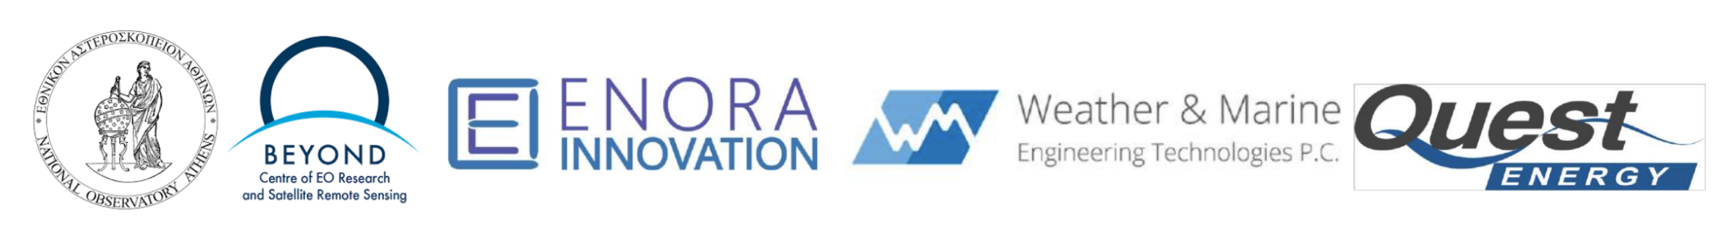 ΕΘΝΙΚΟΝ ΑΣΤΕΡΟΣΚΟΠΕΙΟΝ ΑΘΗΝΩΝ
NATIONAL OBSERVATORY ATHENS
BEYOND
Centre of EO Research
and Satellite Remote Sensing
E
ENORA
INNOVATION
WM
Weather & Marine
Engineering Technologies P.C.
Quest
ENERGY